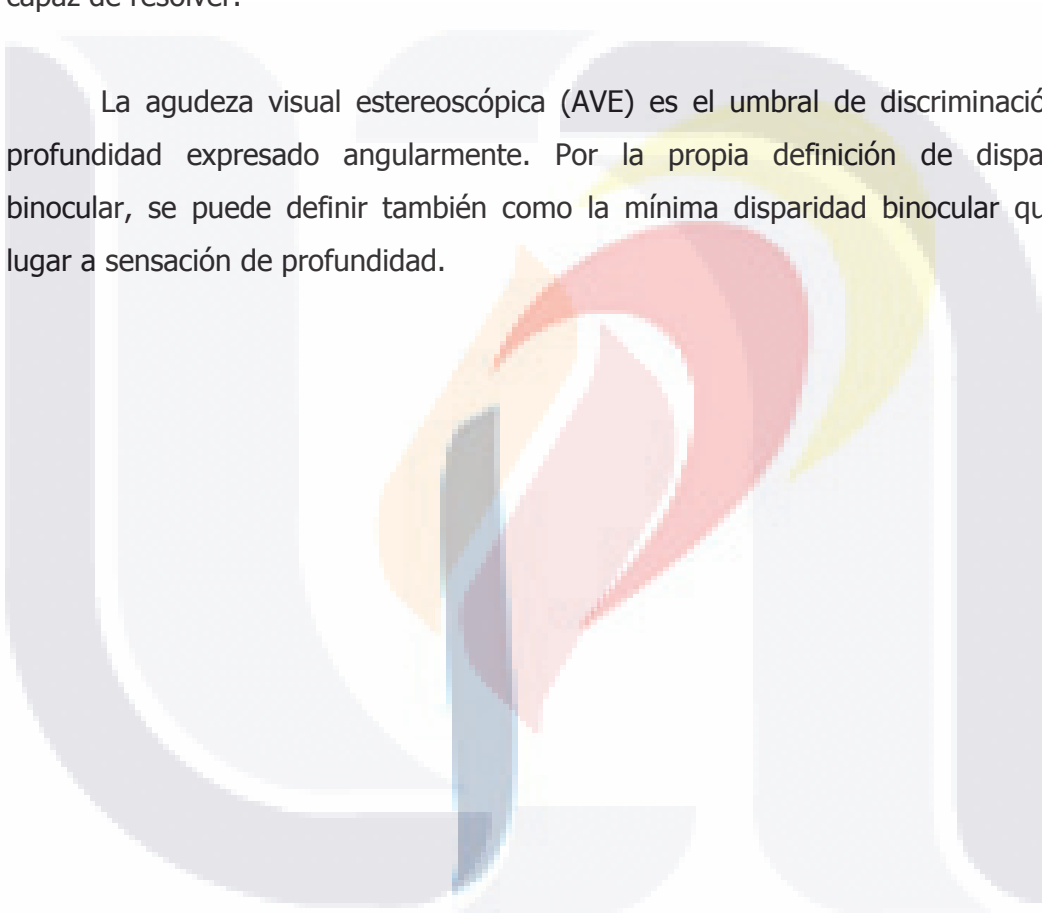 capaz de resolver.
La agudeza visual estereoscópica (AVE) es el umbral de discriminació
profundidad expresado angularmente. Por la propia definición de dispa
binocular, se puede definir también como la mínima disparidad binocular qu
lugar a sensación de profundidad.